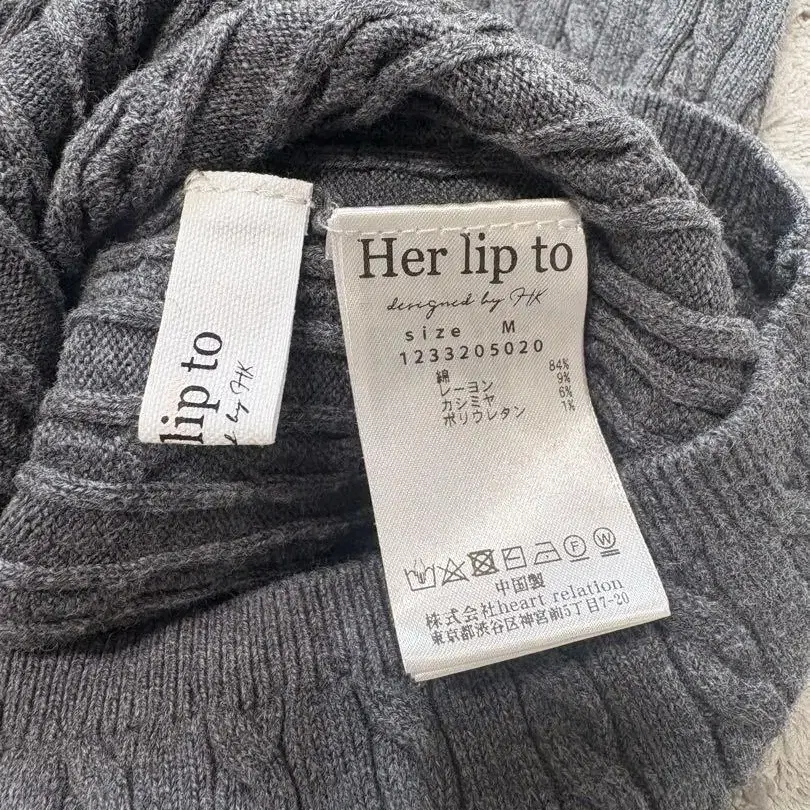 lip to
d by HK
Her lip to
designed by HK
size M
1233205020
綿 84%
レーヨン 9%
カシミヤ 6%
ポリウレタン 1%
F W
中国製
株式会社heart relation
東京都渋谷区神宮前5丁目7-20